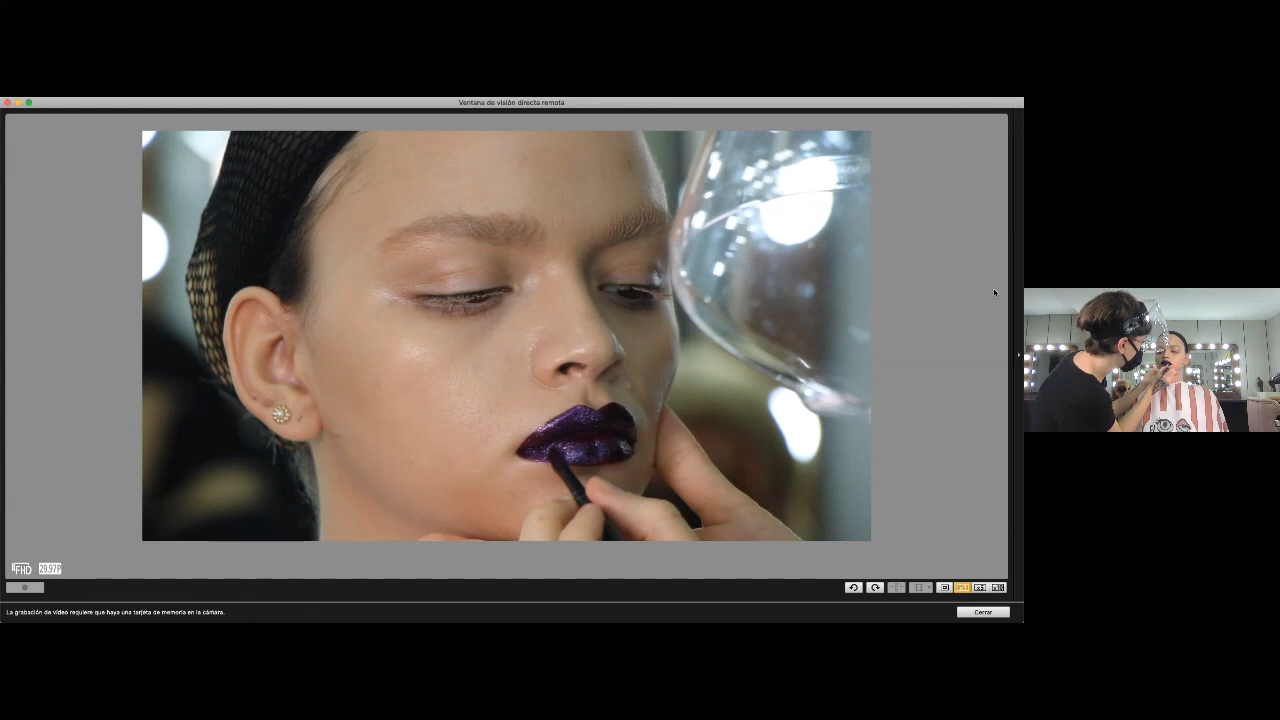 Ventana de visión directa remota
FHD 29.97P
La grabación de vídeo requiere que haya una tarjeta de memoria en la cámara.
Cerrar